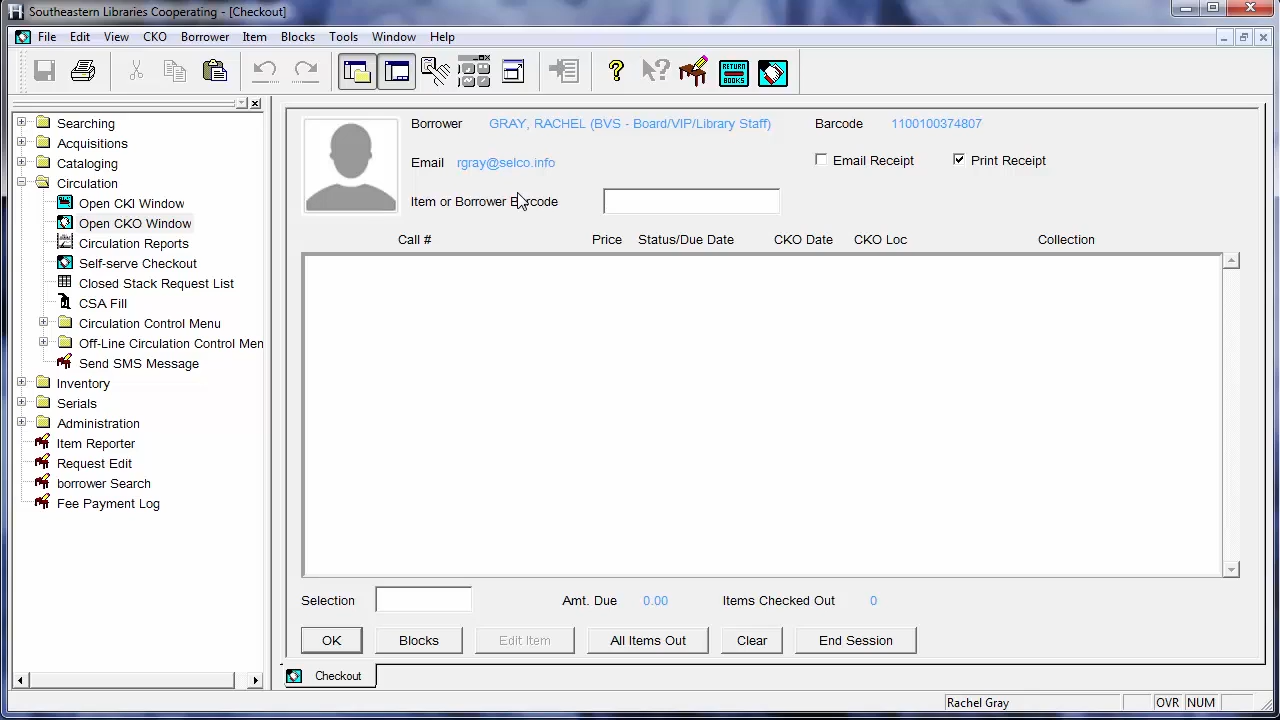 Southeastern Libraries Cooperating - [Checkout]
File Edit View CKO Borrower Item Blocks Tools Window Help
RETURN BOOKS
Searching
Acquisitions
Cataloging
Circulation
Open CKI Window
Open CKO Window
Circulation Reports
Self-serve Checkout
Closed Stack Request List
CSA Fill
Circulation Control Menu
Off-Line Circulation Control Men
Send SMS Message
Inventory
Serials
Administration
Item Reporter
Request Edit
borrower Search
Fee Payment Log
Borrower GRAY, RACHEL (BVS - Board/VIP/Library Staff) Barcode 1100100374807
Email rgray@selco.info Email Receipt Print Receipt
Item or Borrower Barcode
Call # Price Status/Due Date CKO Date CKO Loc Collection
Selection Amt. Due 0.00 Items Checked Out 0
OK Blocks Edit Item All Items Out Clear End Session
Checkout
Rachel Gray OVR NUM